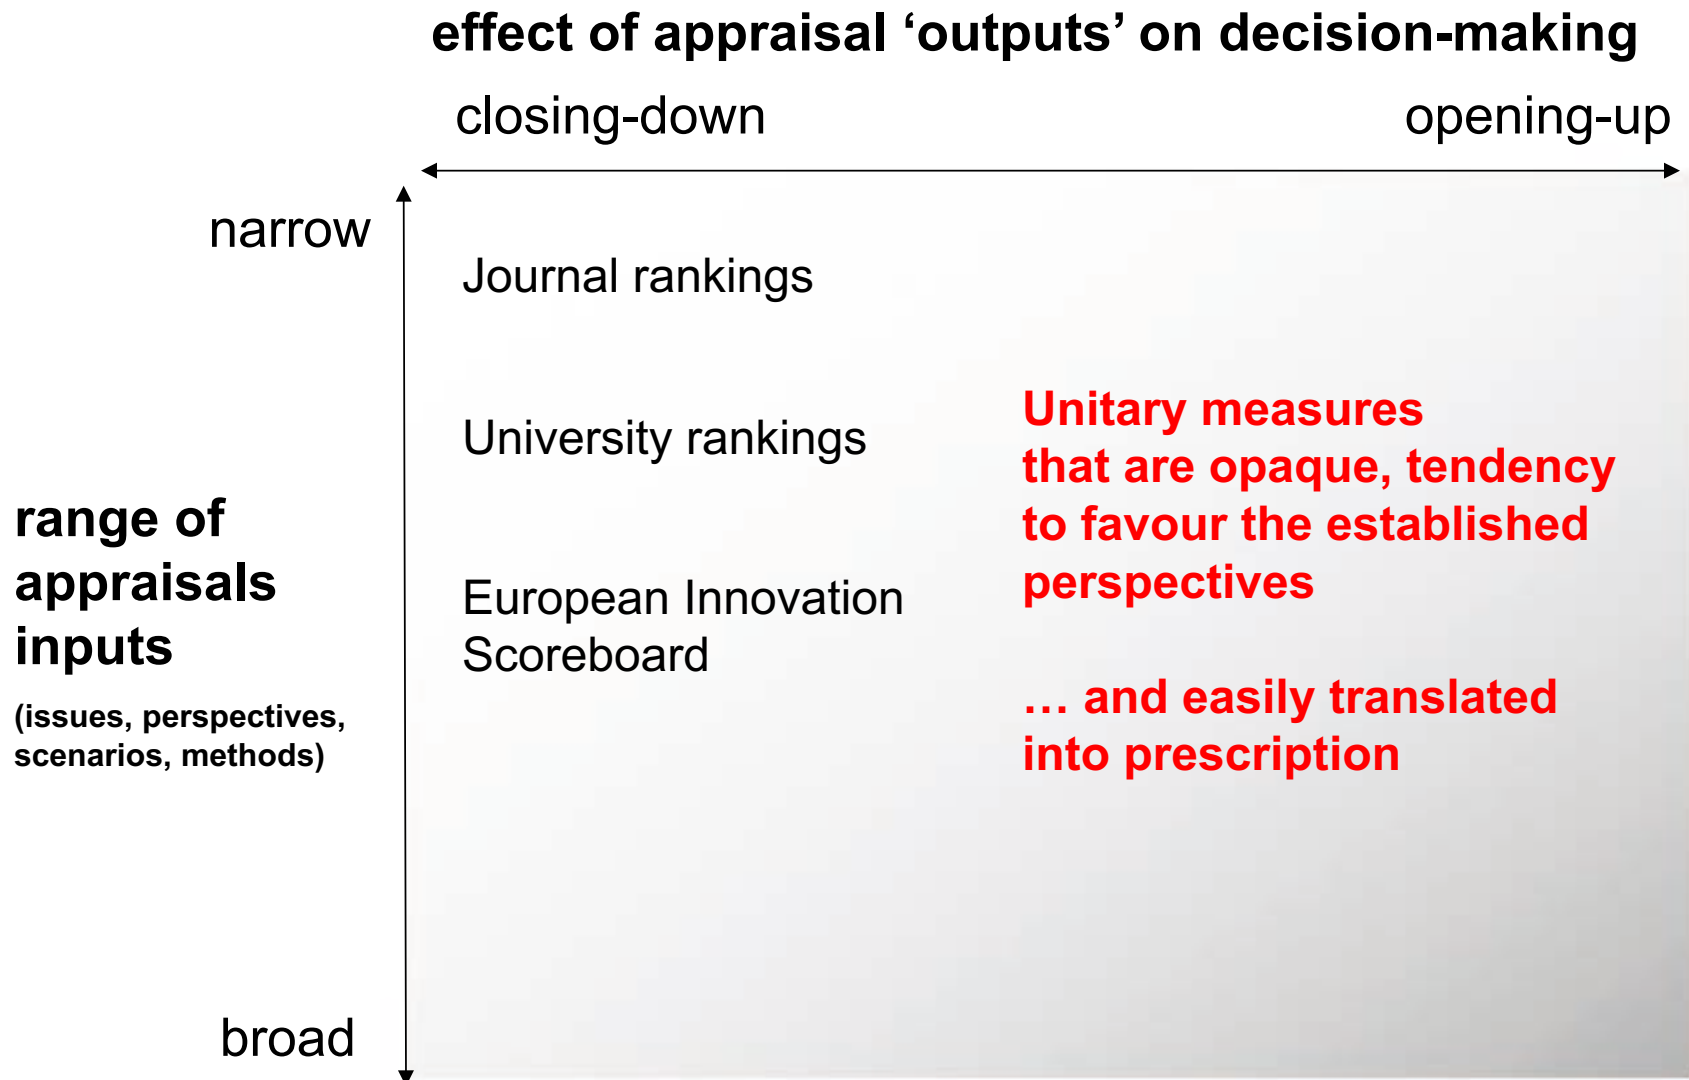 effect of appraisal ‘outputs’ on decision-making
closing-down
opening-up
narrow
Journal rankings
University rankings
European Innovation
Scoreboard
Unitary measures
that are opaque, tendency
to favour the established
perspectives
… and easily translated
into prescription
range of
appraisals
inputs
(issues, perspectives,
scenarios, methods)
broad